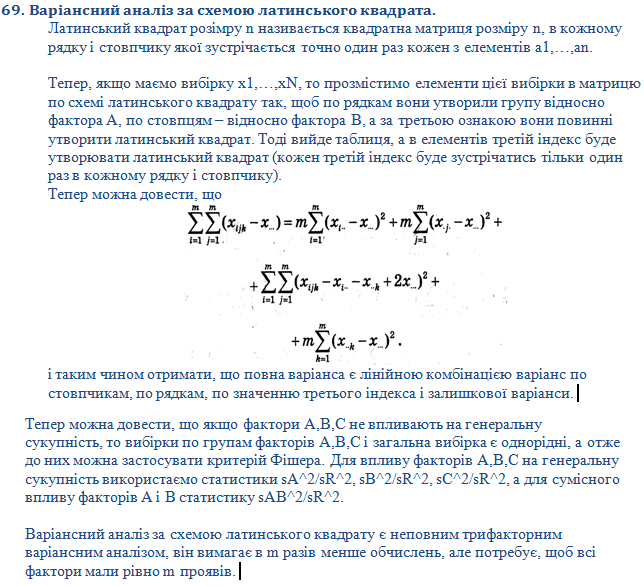 69. Варіансний аналіз за схемою латинського квадрата.
Латинський квадрат розімру n називається квадратна матриця розміру n, в кожному
рядку і стовпчику якої зустрічається точно один раз кожен з елементів a1,…,an.
Тепер, якщо маємо вибірку x1,…,xN, то прозмістимо елементи цієї вибірки в матрицю
по схемі латинського квадрату так, щоб по рядкам вони утворили групу відносно
фактора А, по стовпцям – відносно фактора В, а за третьою ознакою вони повинні
утворити латинський квадрат. Тоді вийде таблиця, а в елементів третій індекс буде
утворювати латинський квадрат (кожен третій індекс буде зустрічатись тільки один
раз в кожному рядку і стовпчику).
Тепер можна довести, що
∑_{i=1}^{m} ∑_{j=1}^{m} (x_{ijk} − x_{...}) = m ∑_{i=1}^{m} (x_{i..} − x_{...})² + m ∑_{j=1}^{m} (x_{.j.} − x_{...})² +
+ ∑_{i=1}^{m} ∑_{j=1}^{m} (x_{ijk} − x_{i..} − x_{..k} + 2x_{...})² +
+ m ∑_{k=1}^{m} (x_{..k} − x_{...})² .
і таким чином отримати, що повна варіанса є лінійною комбінацією варіанс по
стовпчикам, по рядкам, по значенню третього індекса і залишкової варіанси.
Тепер можна довести, що якщо фактори А,В,С не впливають на генеральну
сукупність, то вибірки по групам факторів А,В,С і загальна вибірка є однорідні, а отже
до них можна застосувати критерій Фішера. Для впливу факторів А,В,С на генеральну
сукупність використаємо статистики sA^2/sR^2, sB^2/sR^2, sC^2/sR^2, а для сумісного
впливу факторів А і В статистику sAB^2/sR^2.
Варіансний аналіз за схемою латинського квадрату є неповним трифакторним
варіансним аналізом, він вимагає в m разів менше обчислень, але потребує, щоб всі
фактори мали рівно m проявів.